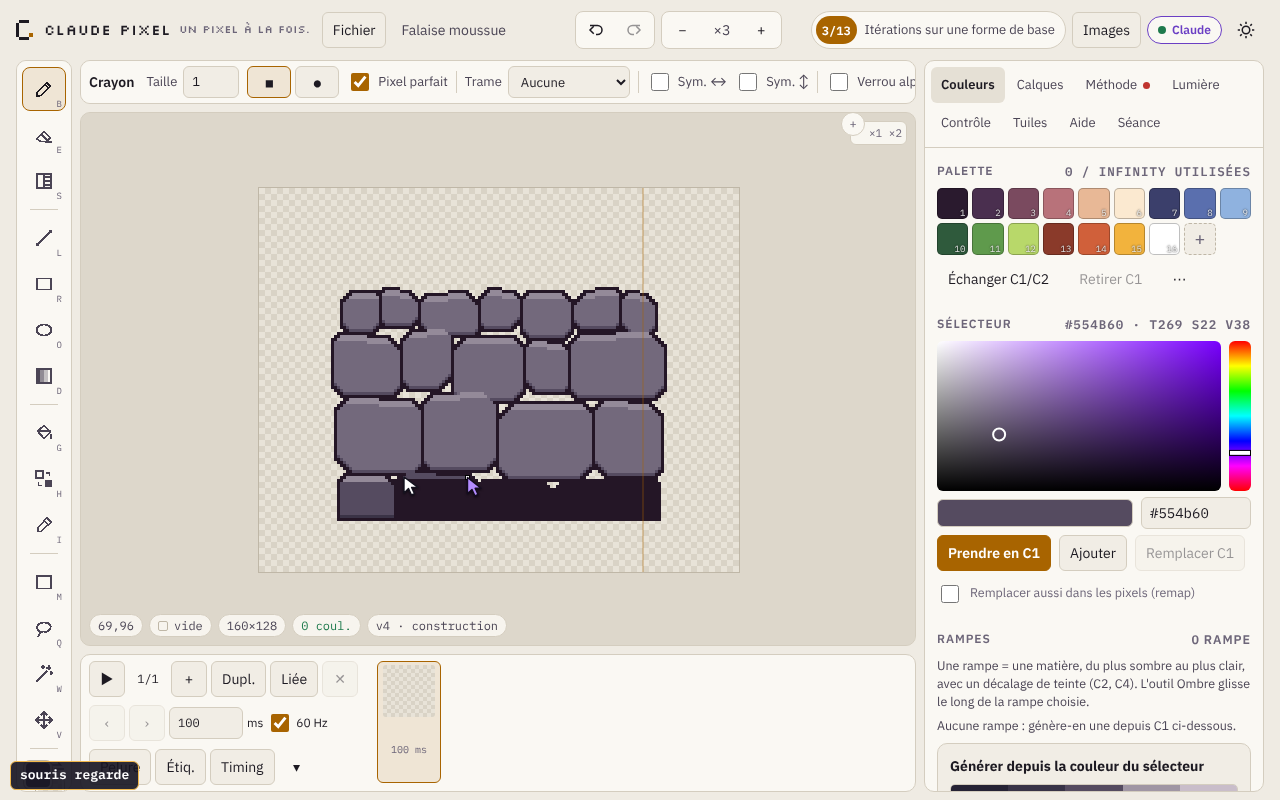 CLAUDE PIXEL UN PIXEL À LA FOIS. Fichier Falaise moussue − ×3 + 3/13 Itérations sur une forme de base Images Claude
Crayon Taille 1 Pixel parfait Trame Aucune Sym. ↔ Sym. ↕ Verrou alp
B
E
S
L
R
O
D
G
H
I
M
Q
W
V
+ ×1 ×2
69,96 vide 160×128 0 coul. v4 · construction
1/1 + Dupl. Liée ✕
‹ › 100 ms 60 Hz
Étiq. Timing ▼
100 ms
souris regarde
Couleurs Calques Méthode Lumière
Contrôle Tuiles Aide Séance
PALETTE 0 / INFINITY UTILISÉES
1 2 3 4 5 6 7 8 9
10 11 12 13 14 15 16 +
Échanger C1/C2 Retirer C1 ···
SÉLECTEUR #554B60 · T269 S22 V38
#554b60
Prendre en C1 Ajouter Remplacer C1
Remplacer aussi dans les pixels (remap)
RAMPES 0 RAMPE
Une rampe = une matière, du plus sombre au plus clair,
avec un décalage de teinte (C2, C4). L'outil Ombre glisse
le long de la rampe choisie.
Aucune rampe : génère-en une depuis C1 ci-dessous.
Générer depuis la couleur du sélecteur